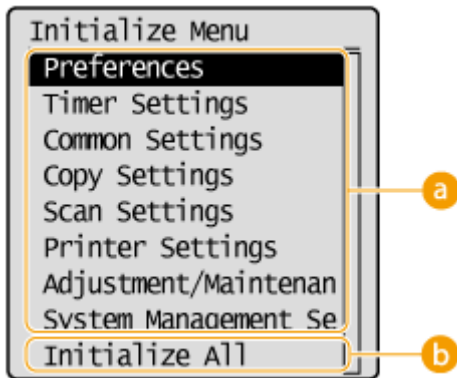 Initialize Menu
Preferences
Timer Settings
Common Settings
Copy Settings
Scan Settings
Printer Settings
Adjustment/Maintenan
System Management Se
Initialize All
a
b